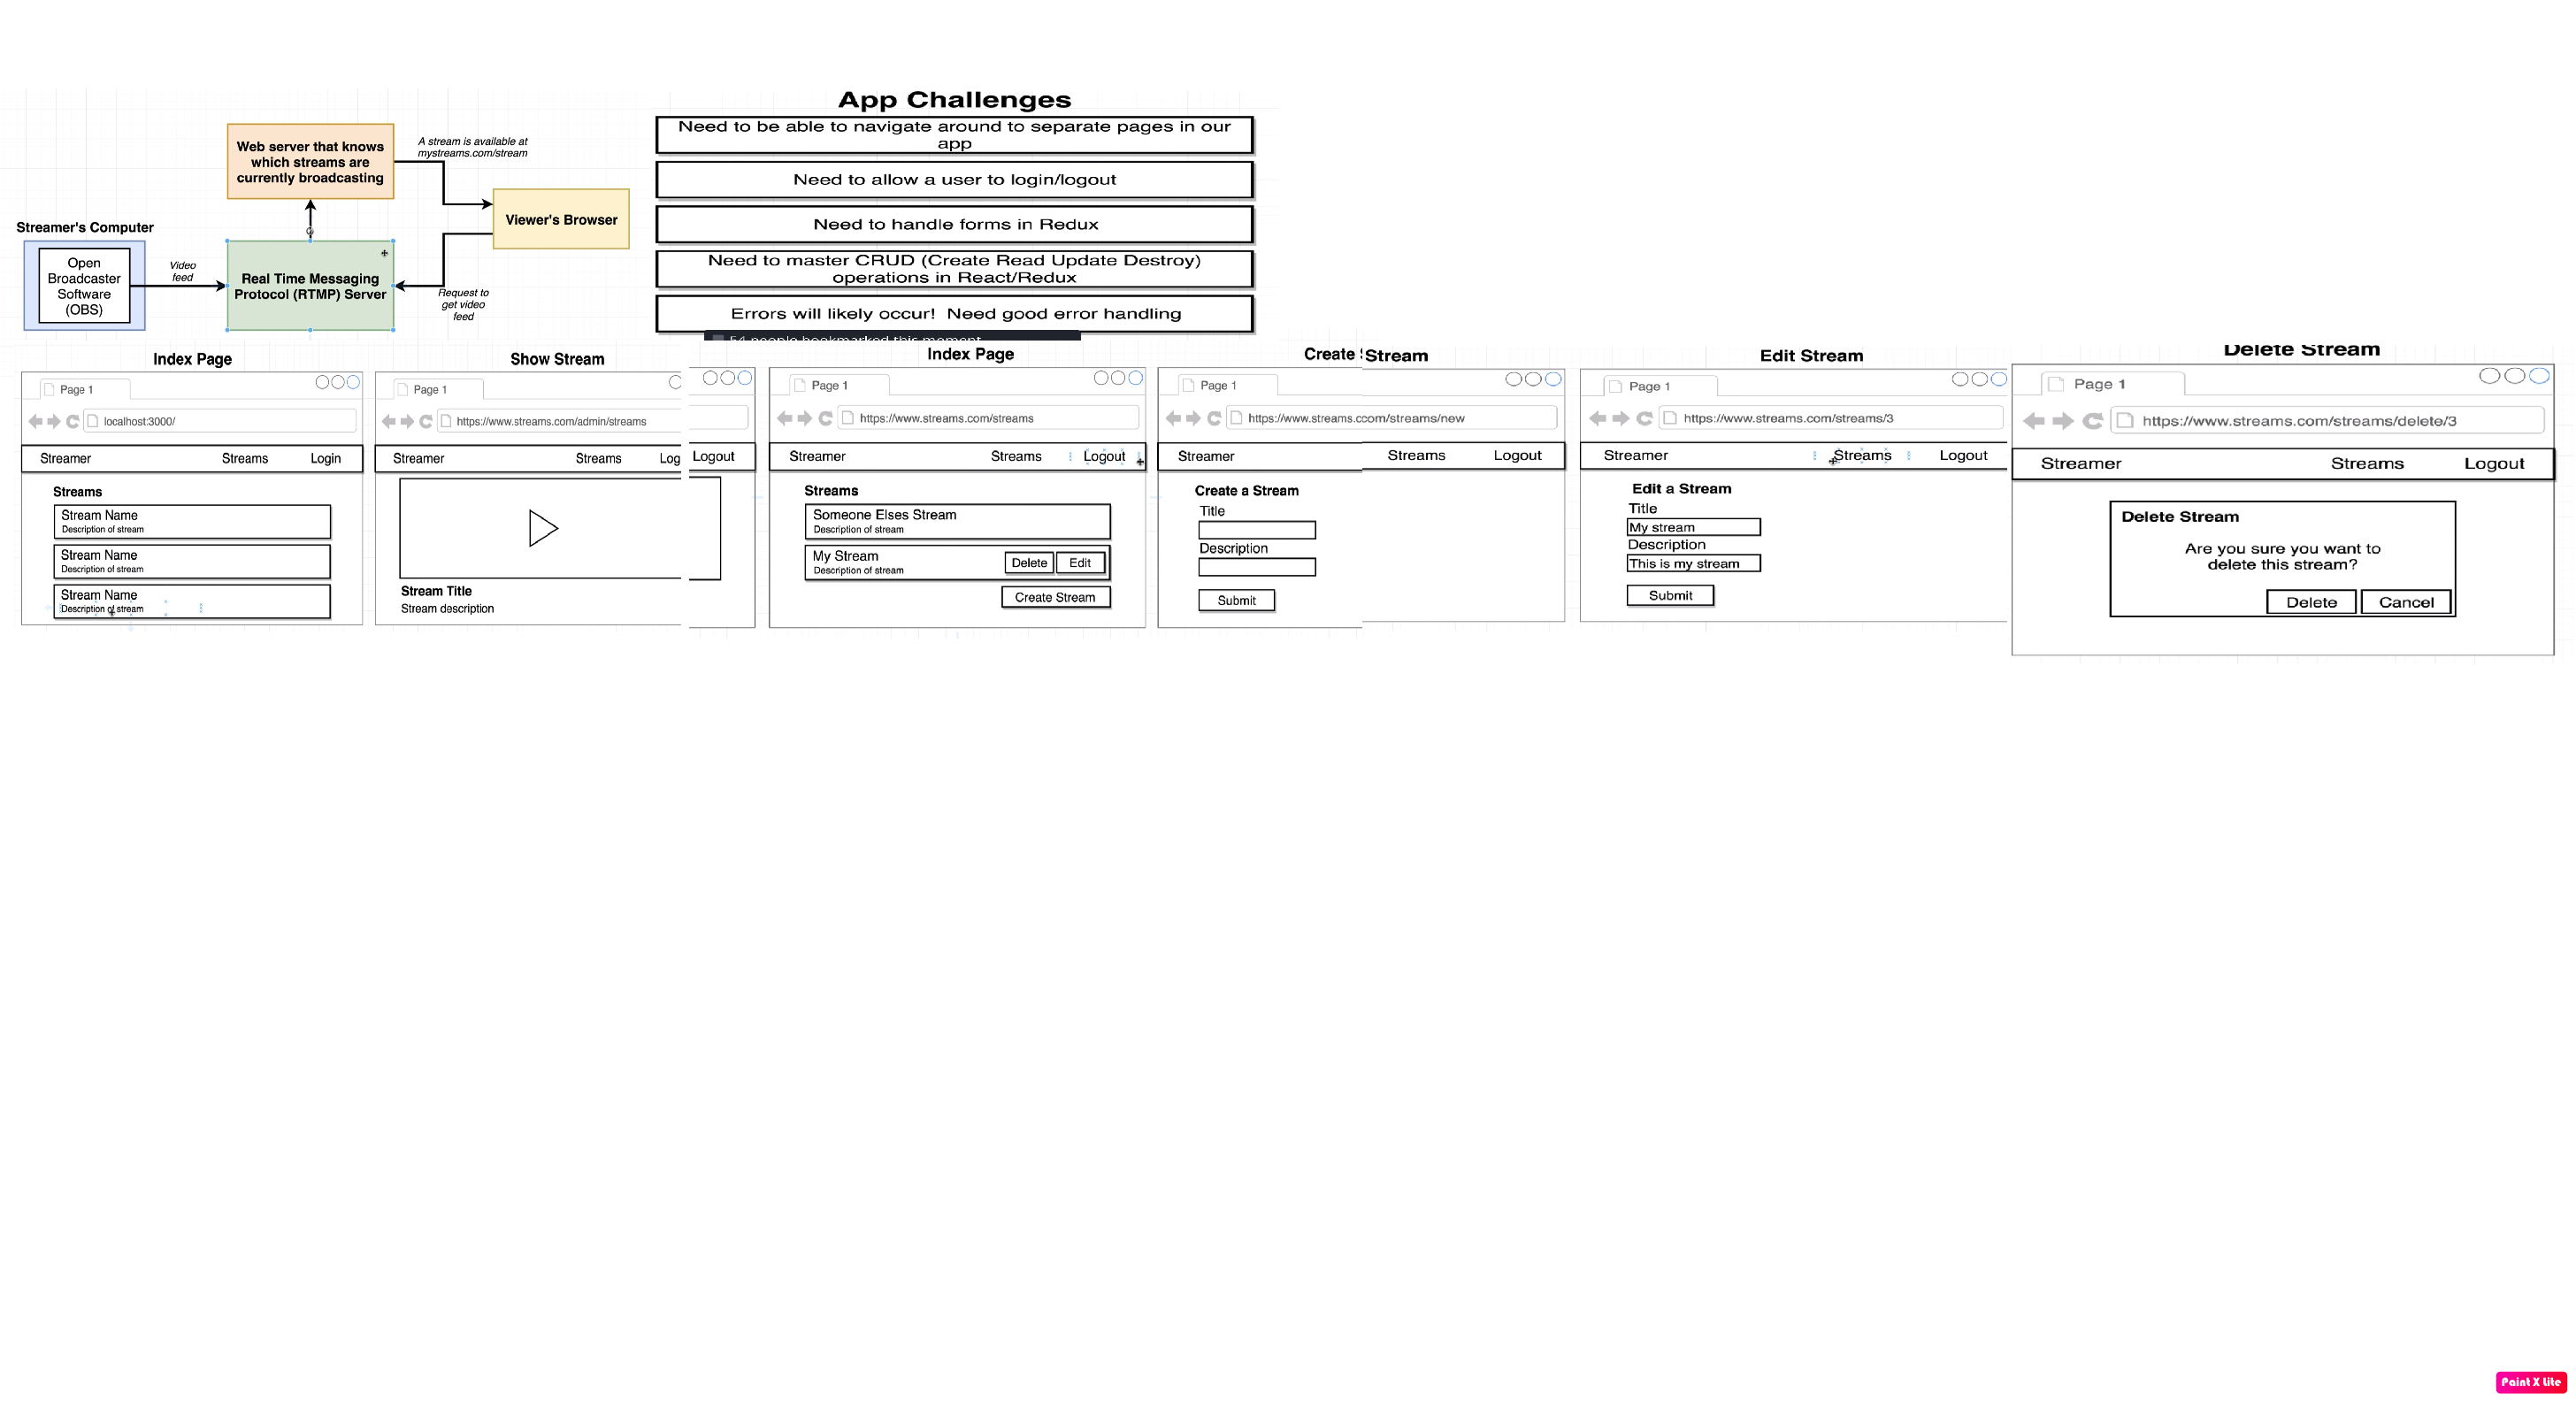 App Challenges
Need to be able to navigate around to separate pages in our
app
Need to allow a user to login/logout
Need to handle forms in Redux
Need to master CRUD (Create Read Update Destroy)
operations in React/Redux
Errors will likely occur!  Need good error handling
54 people bookmarked this moment
Web server that knows
which streams are
currently broadcasting
A stream is available at
mystreams.com/stream
Viewer's Browser
Streamer's Computer
Open
Broadcaster
Software
(OBS)
Video
feed
Real Time Messaging
Protocol (RTMP) Server
Request to
get video
feed
Index Page
Page 1
localhost:3000/
Streamer
Streams
Login
Streams
Stream Name
Description of stream
Stream Name
Description of stream
Stream Name
Description of stream
Show Stream
Page 1
https://www.streams.com/admin/streams
Streamer
Streams
Log
Logout
Stream Title
Stream description
Index Page
Page 1
https://www.streams.com/streams
Streamer
Streams
Logout
Streams
Someone Elses Stream
Description of stream
My Stream
Description of stream
Delete
Edit
Create Stream
Create Stream
Page 1
https://www.streams.ccom/streams/new
Streamer
Streams
Logout
Create a Stream
Title
Description
Submit
Edit Stream
Page 1
https://www.streams.com/streams/3
Streamer
Streams
Logout
Edit a Stream
Title
My stream
Description
This is my stream
Submit
Delete Stream
Page 1
https://www.streams.com/streams/delete/3
Streamer
Streams
Logout
Delete Stream
Are you sure you want to
delete this stream?
Delete
Cancel
Paint X Lite